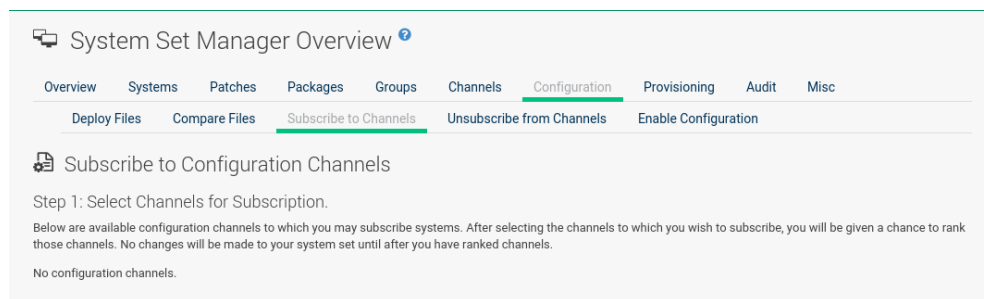 System Set Manager Overview ?
Overview Systems Patches Packages Groups Channels Configuration Provisioning Audit Misc
Deploy Files Compare Files Subscribe to Channels Unsubscribe from Channels Enable Configuration
Subscribe to Configuration Channels
Step 1: Select Channels for Subscription.
Below are available configuration channels to which you may subscribe systems. After selecting the channels to which you wish to subscribe, you will be given a chance to rank
those channels. No changes will be made to your system set until after you have ranked channels.
No configuration channels.